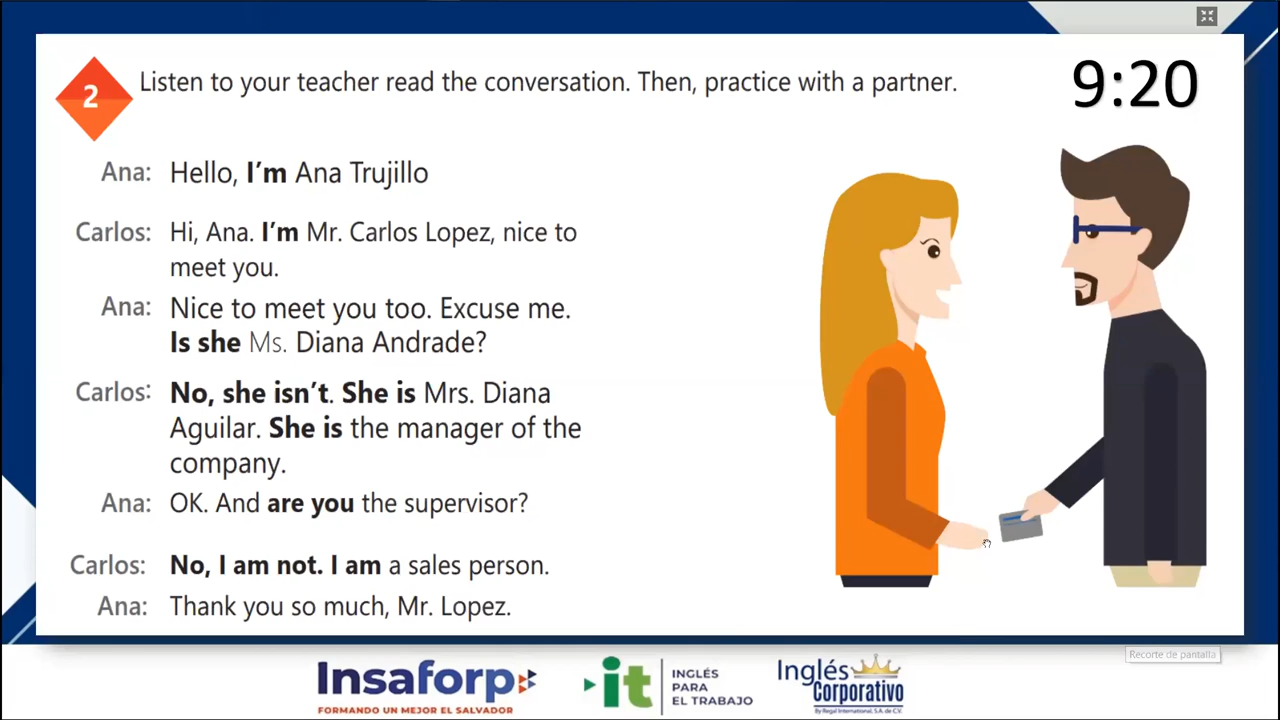 2
Listen to your teacher read the conversation. Then, practice with a partner.
9:20
Ana: Hello, I'm Ana Trujillo
Carlos: Hi, Ana. I'm Mr. Carlos Lopez, nice to
meet you.
Ana: Nice to meet you too. Excuse me.
Is she Ms. Diana Andrade?
Carlos: No, she isn't. She is Mrs. Diana
Aguilar. She is the manager of the
company.
Ana: OK. And are you the supervisor?
Carlos: No, I am not. I am a sales person.
Ana: Thank you so much, Mr. Lopez.
Recorte de pantalla
Insaforp
FORMANDO UN MEJOR EL SALVADOR
it
INGLÉS
PARA
EL TRABAJO
Inglés
Corporativo
By Regal International, S.A. de C.V.